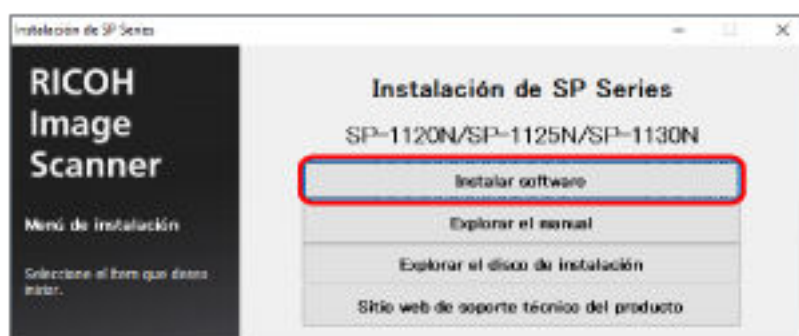 Instalación de SP Series
RICOH
Image
Scanner
Menú de instalación
Seleccione el ítem que desea
iniciar.
Instalación de SP Series
SP-1120N/SP-1125N/SP-1130N
Instalar software
Explorar el manual
Explorar el disco de instalación
Sitio web de soporte técnico del producto